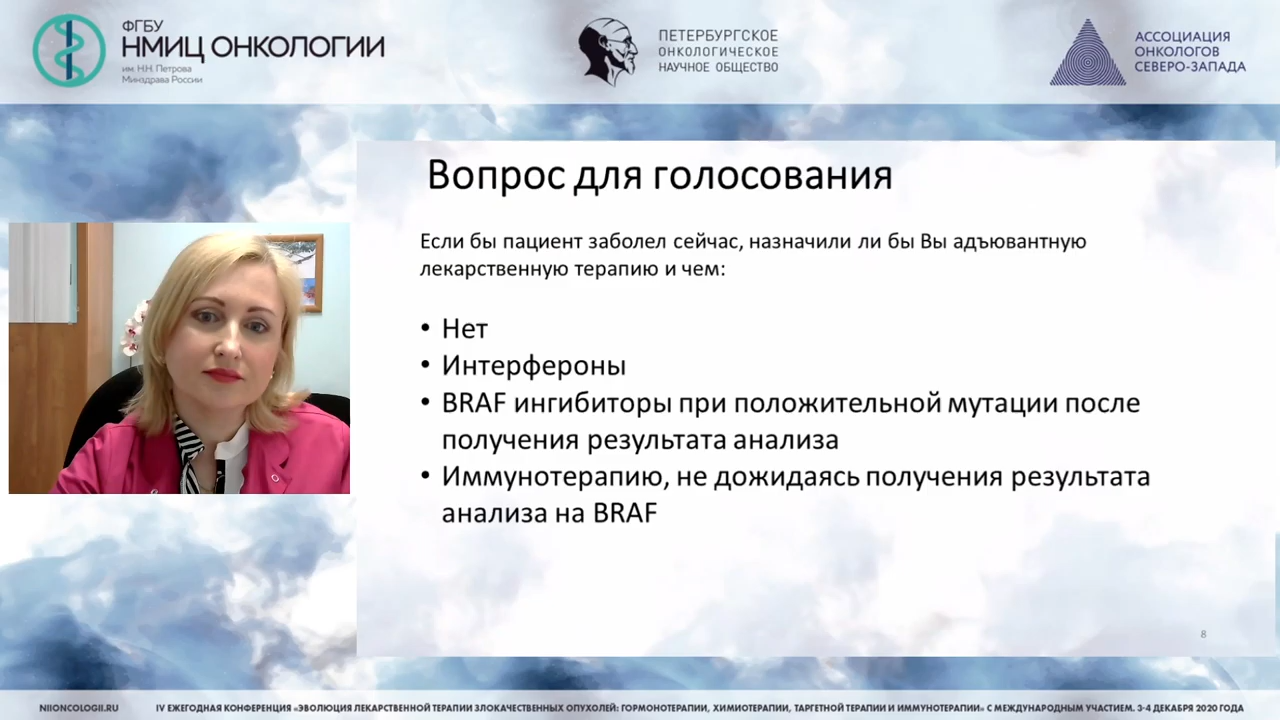 ФГБУ
НМИЦ ОНКОЛОГИИ
им. Н.Н. Петрова
Минздрава России
ПЕТЕРБУРГСКОЕ
ОНКОЛОГИЧЕСКОЕ
НАУЧНОЕ ОБЩЕСТВО
АССОЦИАЦИЯ
ОНКОЛОГОВ
СЕВЕРО-ЗАПАДА
Вопрос для голосования
Если бы пациент заболел сейчас, назначили ли бы Вы адъювантную
лекарственную терапию и чем:
• Нет
• Интерфероны
• BRAF ингибиторы при положительной мутации после
получения результата анализа
• Иммунотерапию, не дожидаясь получения результата
анализа на BRAF
8
NIIONCOLOGII.RU
IV ЕЖЕГОДНАЯ КОНФЕРЕНЦИЯ «ЭВОЛЮЦИЯ ЛЕКАРСТВЕННОЙ ТЕРАПИИ ЗЛОКАЧЕСТВЕННЫХ ОПУХОЛЕЙ: ГОРМОНОТЕРАПИИ, ХИМИОТЕРАПИИ, ТАРГЕТНОЙ ТЕРАПИИ И ИММУНОТЕРАПИИ» С МЕЖДУНАРОДНЫМ УЧАСТИЕМ. 3-4 ДЕКАБРЯ 2020 ГОДА